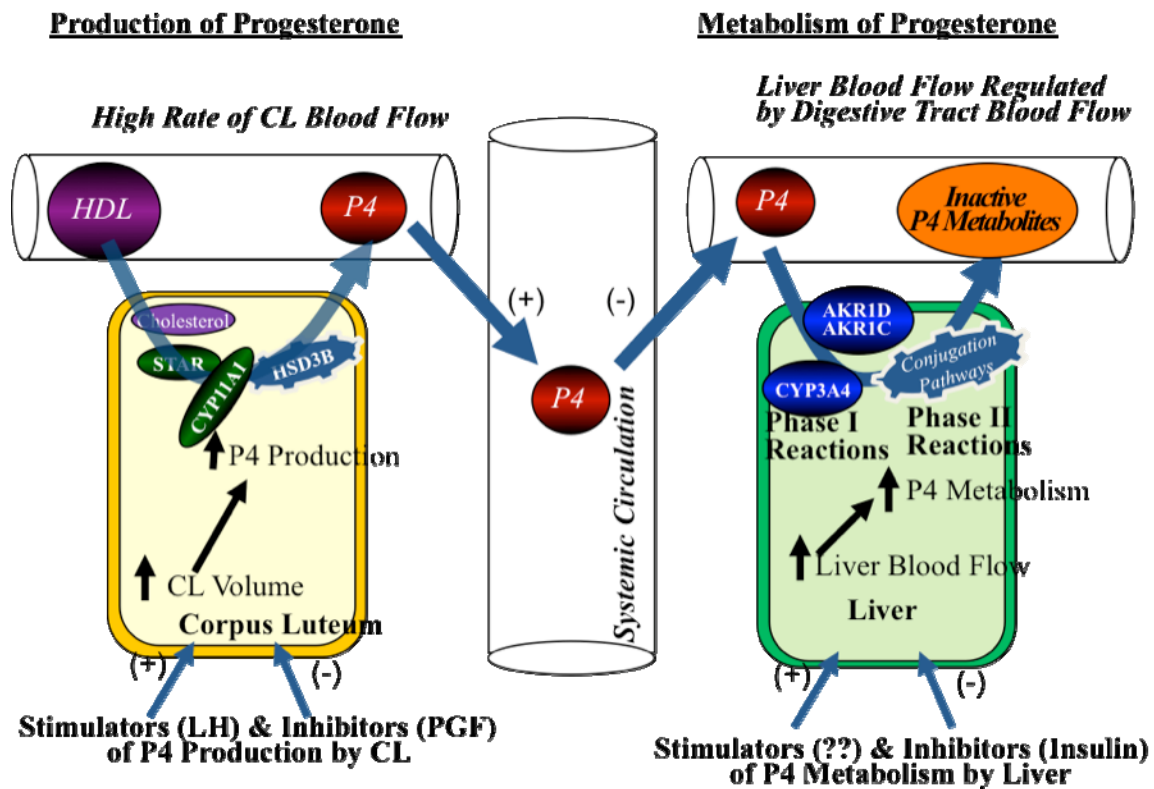 Production of Progesterone
Metabolism of Progesterone
High Rate of CL Blood Flow
Liver Blood Flow Regulated
by Digestive Tract Blood Flow
HDL
P4
P4
Inactive
P4 Metabolites
(+)
(-)
Cholesterol
STAR
CYP11A1
HSD3B
P4
Systemic Circulation
AKR1D
AKR1C
CYP3A4
Conjugation
Pathways
Phase I
Reactions
Phase II
Reactions
P4 Production
P4 Metabolism
CL Volume
Liver Blood Flow
Corpus Luteum
Liver
(+)
(-)
(+)
(-)
Stimulators (LH) & Inhibitors (PGF)
of P4 Production by CL
Stimulators (??) & Inhibitors (Insulin)
of P4 Metabolism by Liver